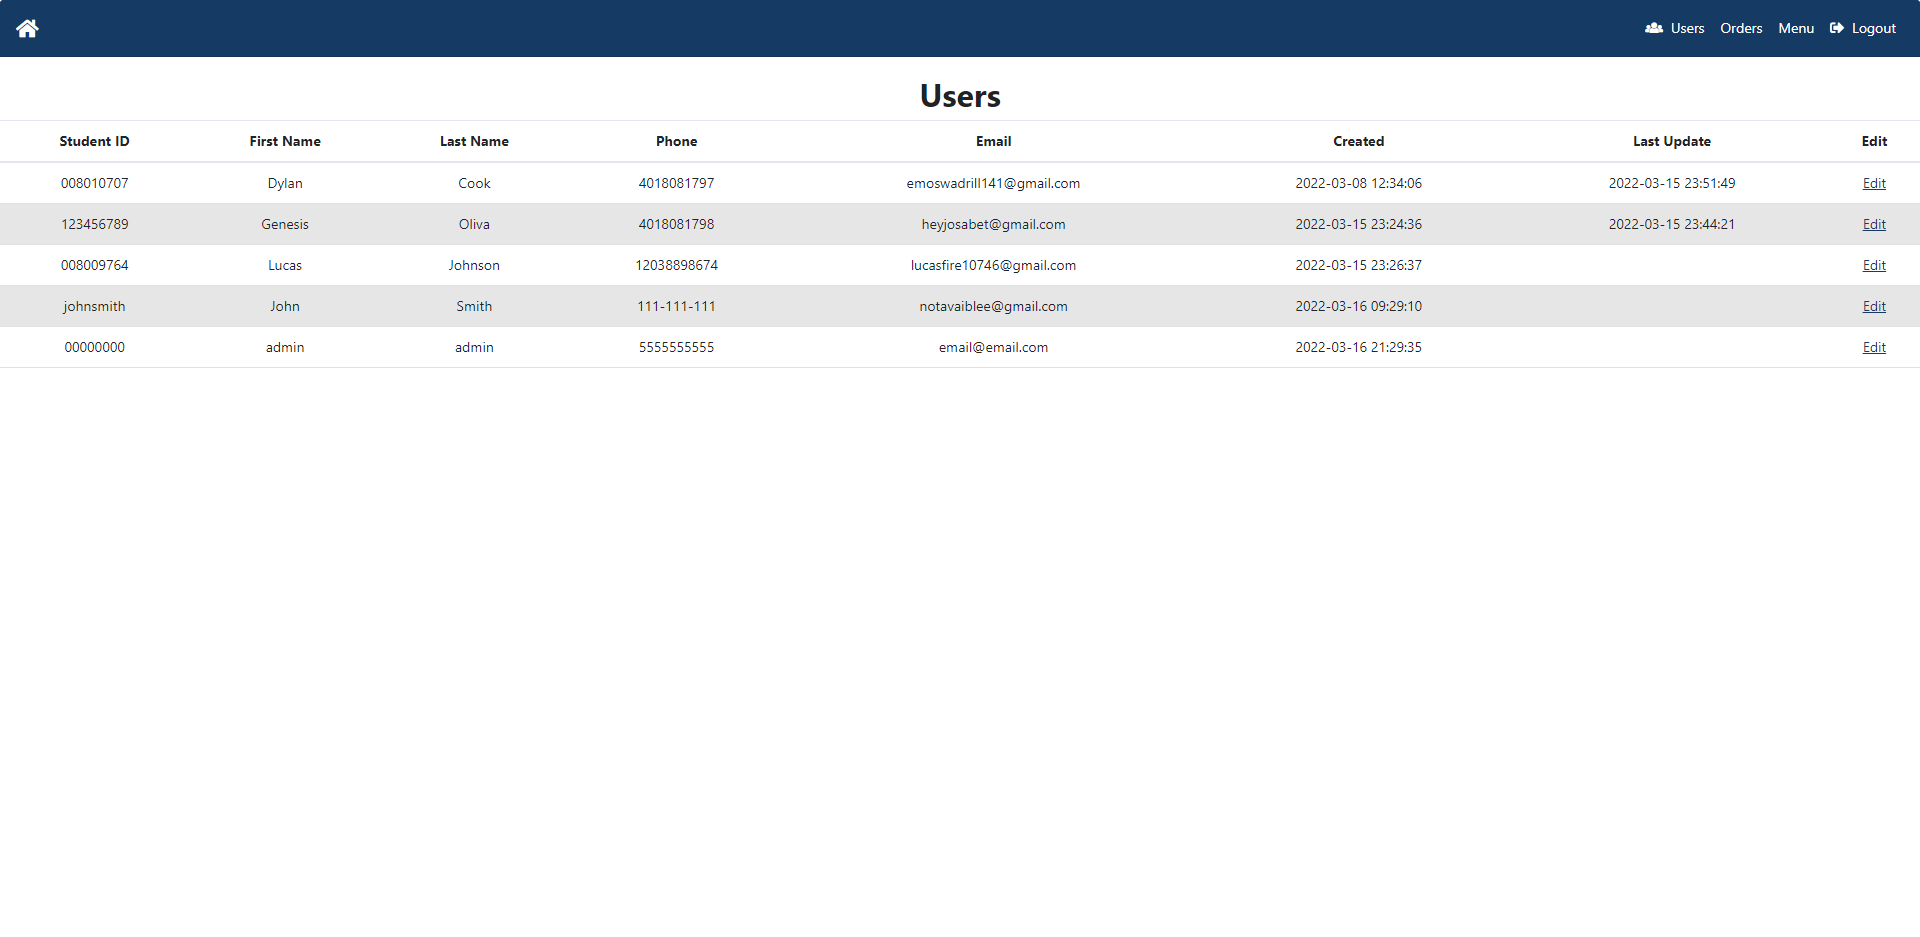 Users Orders Menu Logout
Users
Student ID First Name Last Name Phone Email Created Last Update Edit
008010707 Dylan Cook 4018081797 emoswadrill141@gmail.com 2022-03-08 12:34:06 2022-03-15 23:51:49 Edit
123456789 Genesis Oliva 4018081798 heyjosabet@gmail.com 2022-03-15 23:24:36 2022-03-15 23:44:21 Edit
008009764 Lucas Johnson 12038898674 lucasfire10746@gmail.com 2022-03-15 23:26:37 Edit
johnsmith John Smith 111-111-111 notavaiblee@gmail.com 2022-03-16 09:29:10 Edit
00000000 admin admin 5555555555 email@email.com 2022-03-16 21:29:35 Edit